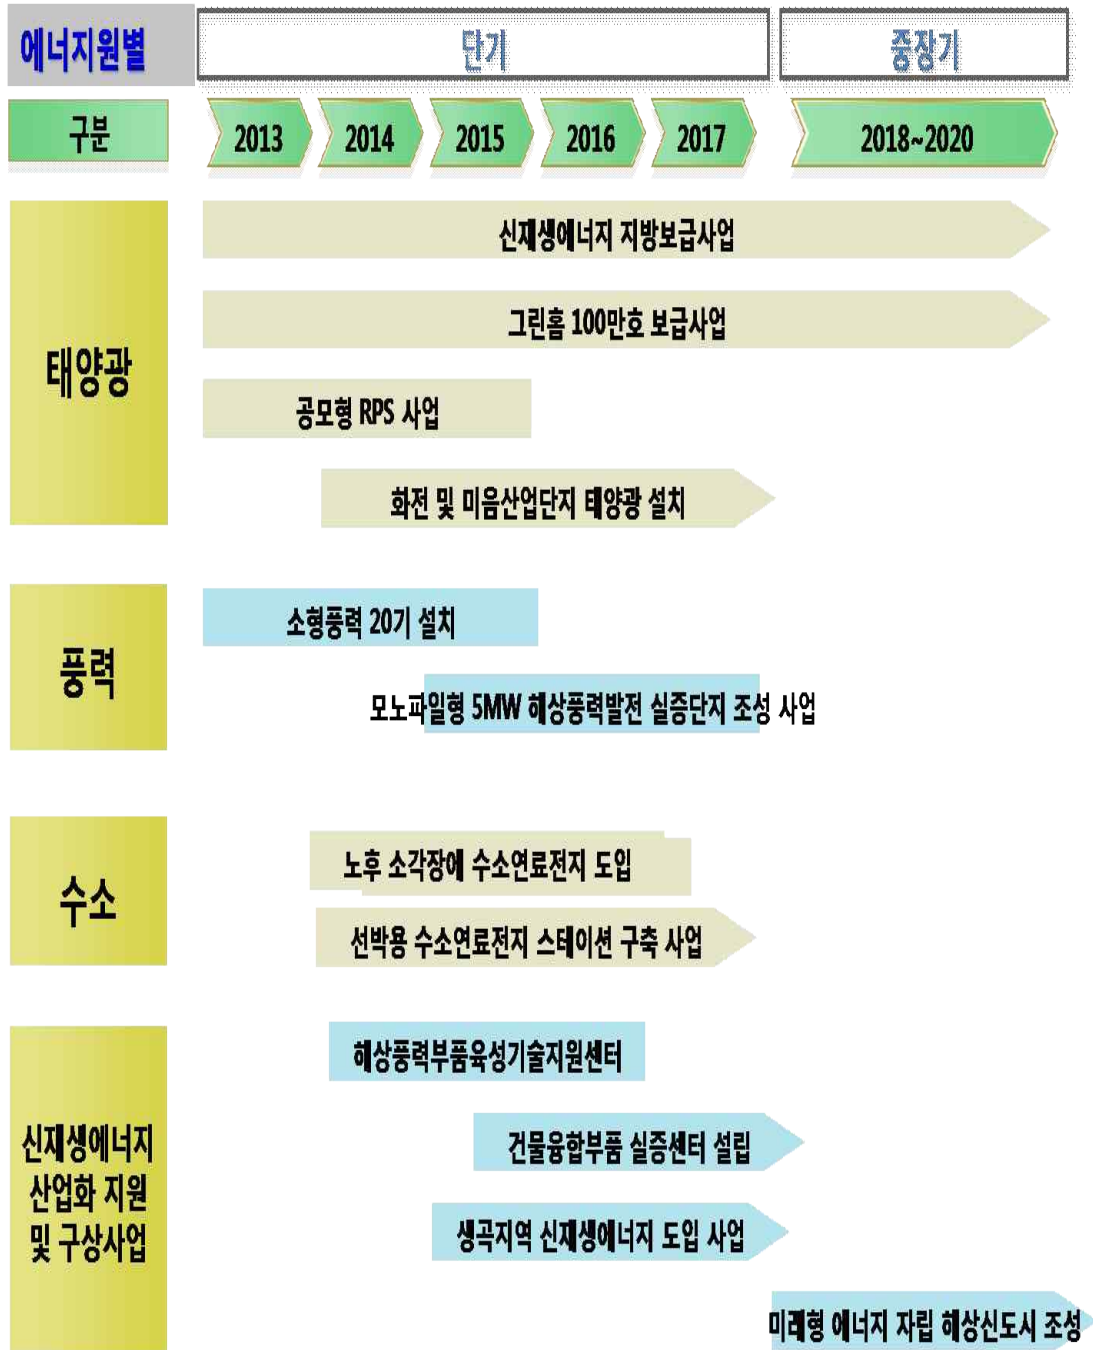 에너지원별
단기
중장기
구분
2013
2014
2015
2016
2017
2018~2020
태양광
신재생에너지 지방보급사업
그린홈 100만호 보급사업
공모형 RPS 사업
화전 및 미음산업단지 태양광 설치
풍력
소형풍력 20기 설치
모노파일형 5MW 해상풍력발전 실증단지 조성 사업
수소
노후 소각장에 수소연료전지 도입
선박용 수소연료전지 스테이션 구축 사업
신재생에너지
산업화 지원
및 구상사업
해상풍력부품육성기술지원센터
건물융합부품 실증센터 설립
생곡지역 신재생에너지 도입 사업
미래형 에너지 자립 해상신도시 조성